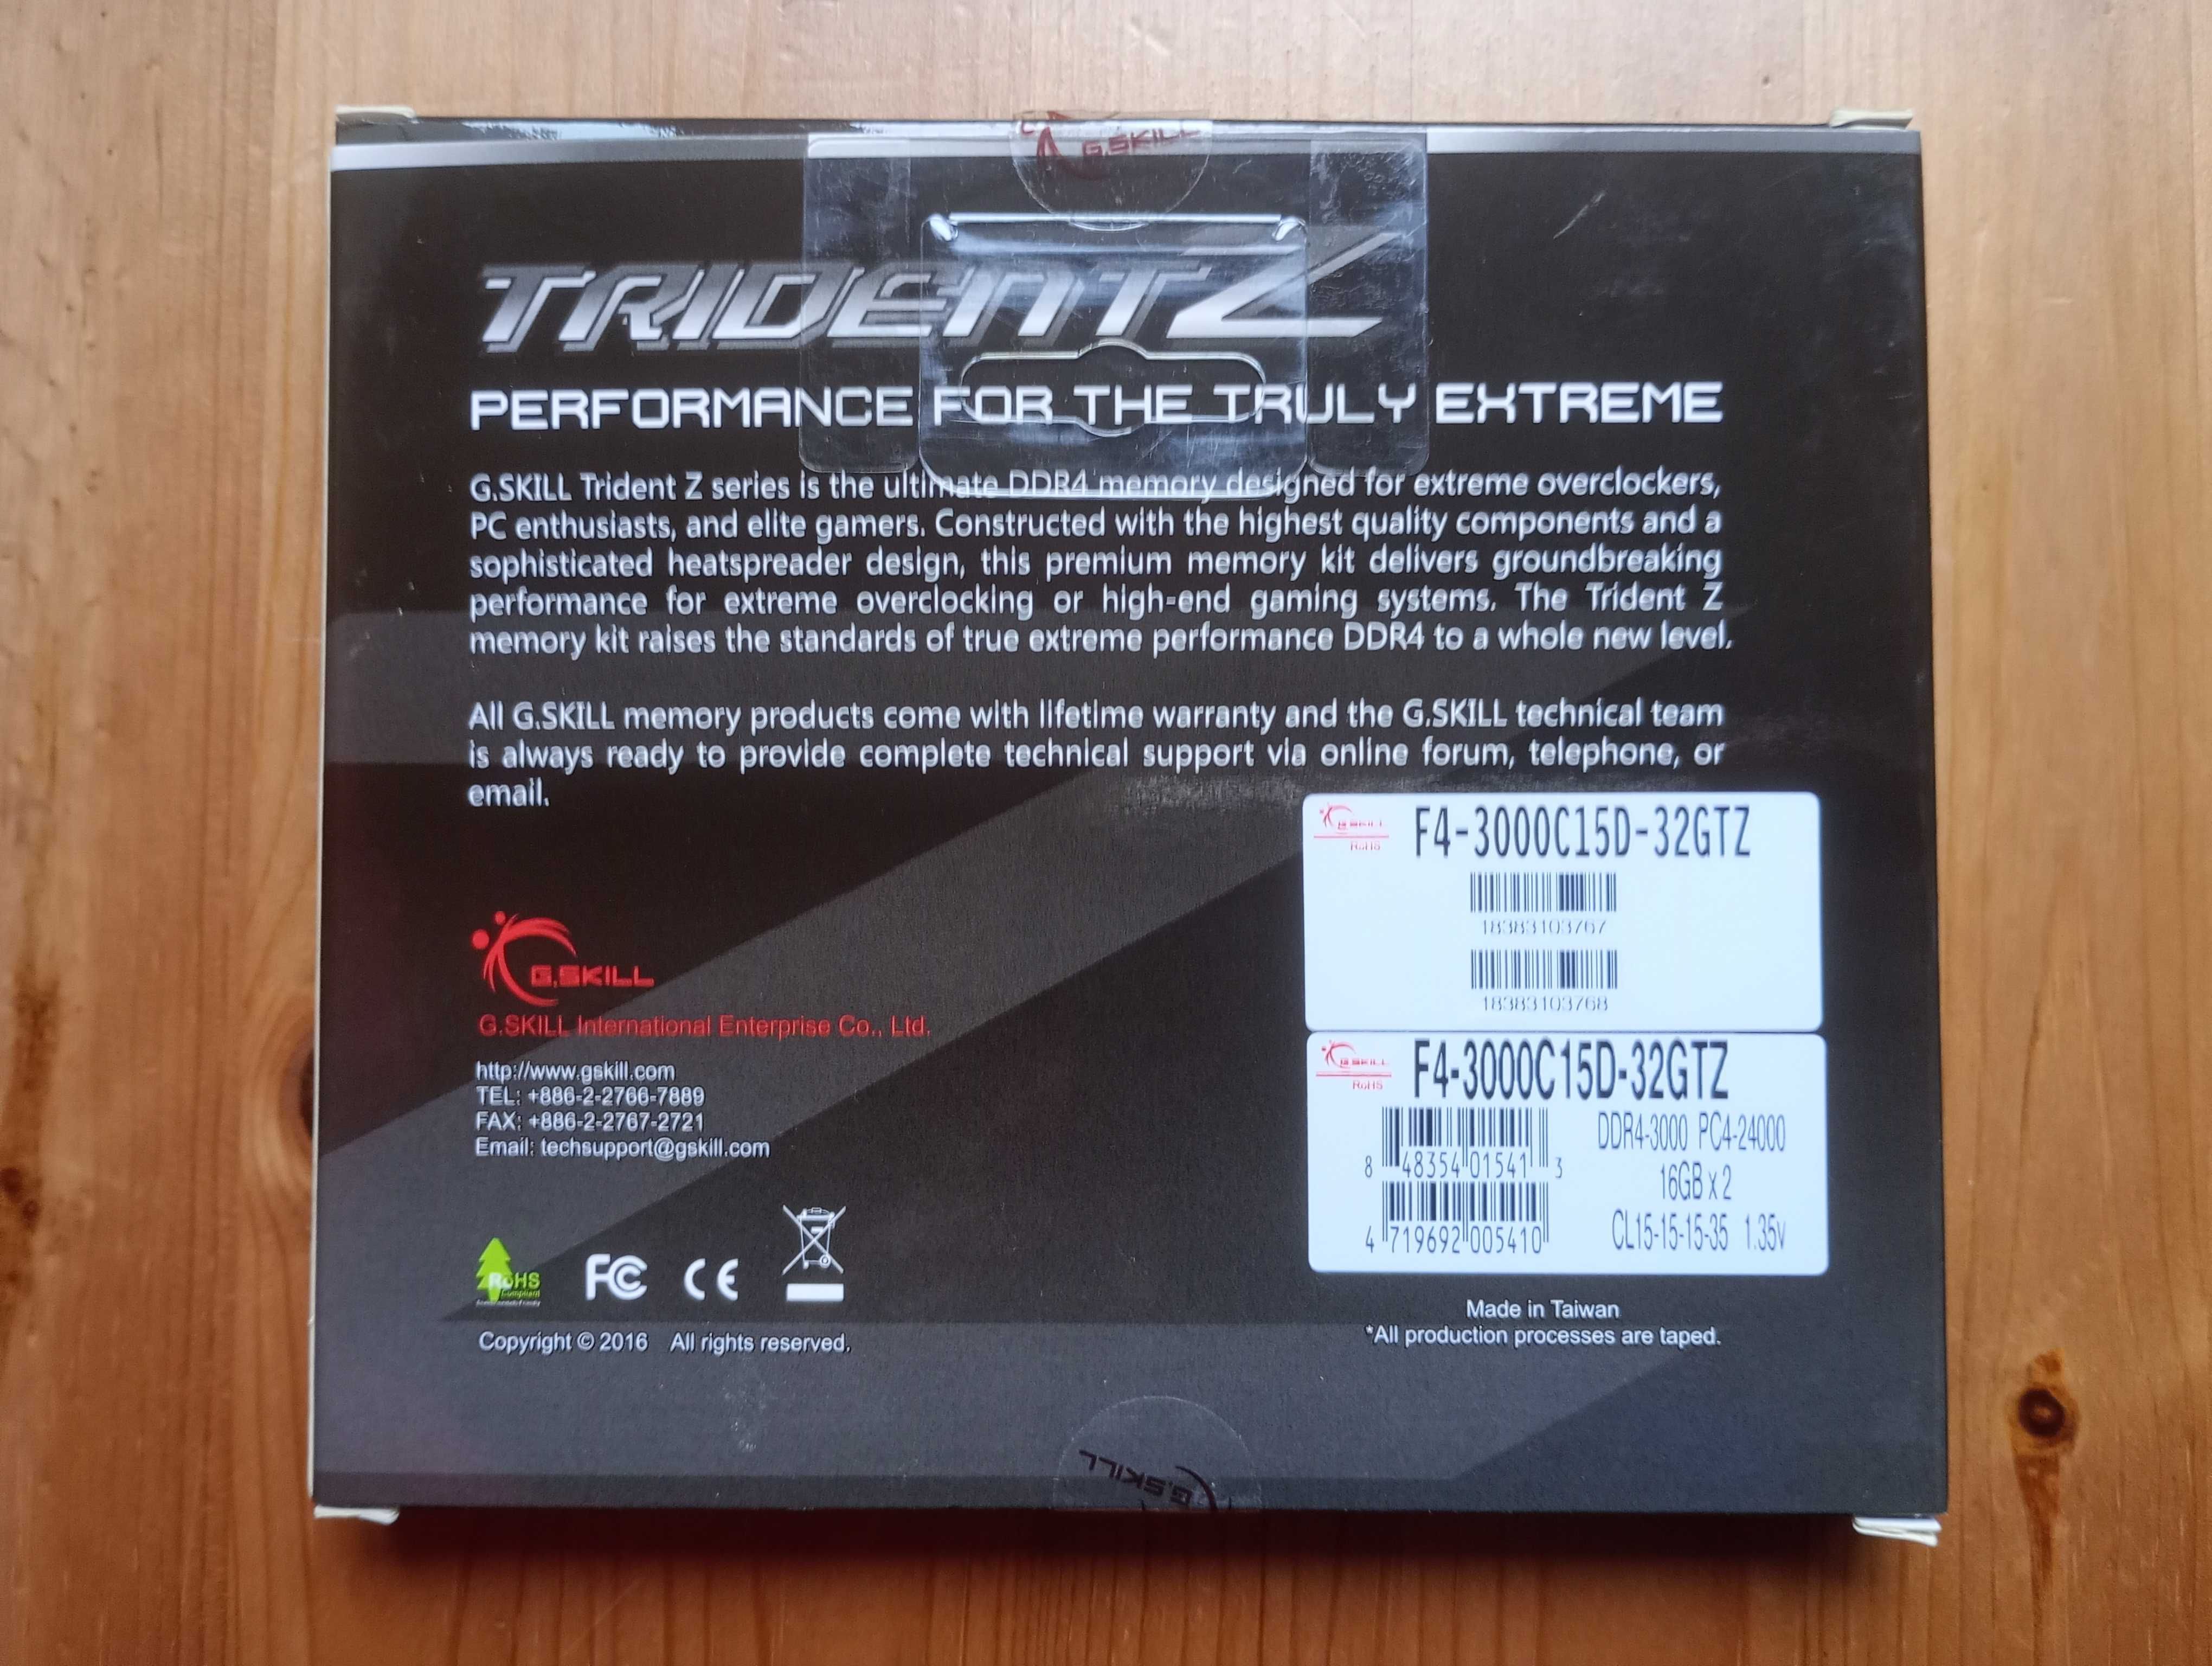 G.SKILL
TRIDENTZ
PERFORMANCE FOR THE TRULY EXTREME
G.SKILL Trident Z series is the ultimate DDR4 memory designed for extreme overclockers,
PC enthusiasts, and elite gamers. Constructed with the highest quality components and a
sophisticated heatspreader design, this premium memory kit delivers groundbreaking
performance for extreme overclocking or high-end gaming systems. The Trident Z
memory kit raises the standards of true extreme performance DDR4 to a whole new level.
All G.SKILL memory products come with lifetime warranty and the G.SKILL technical team
is always ready to provide complete technical support via online forum, telephone, or
email.
G.SKILL
RoHS
F4-3000C15D-32GTZ
18383103767
18383103768
G.SKILL
RoHS
F4-3000C15D-32GTZ
8 48354 01541 3
DDR4-3000 PC4-24000
16GB x 2
4 719692 005410
CL15-15-15-35 1.35v
Made in Taiwan
*All production processes are taped.
G.SKILL
G.SKILL International Enterprise Co., Ltd.
http://www.gskill.com
TEL: +886-2-2766-7889
FAX: +886-2-2767-2721
Email: techsupport@gskill.com
RoHS
Compliant
FC CE
Copyright © 2016 All rights reserved.
G.SKILL